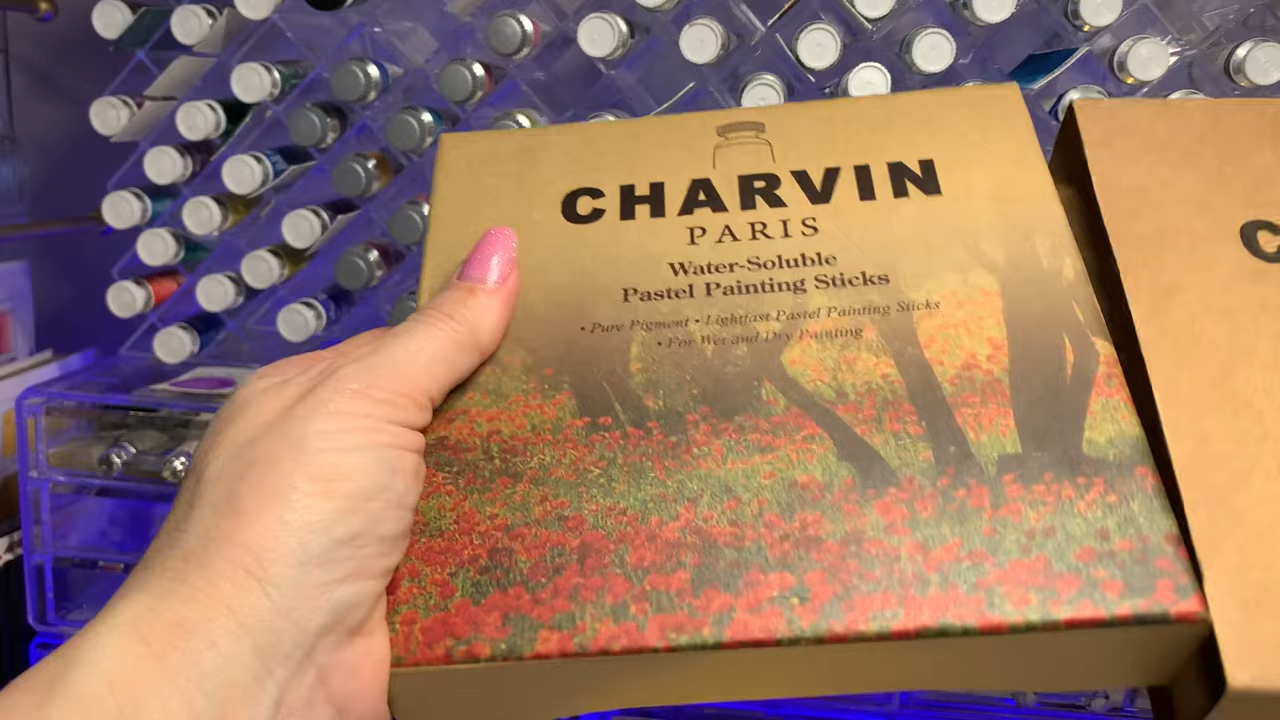 CHARVIN
PARIS
Water-Soluble
Pastel Painting Sticks
• Pure Pigment • Lightfast Pastel Painting Sticks
• For Wet and Dry Painting
C